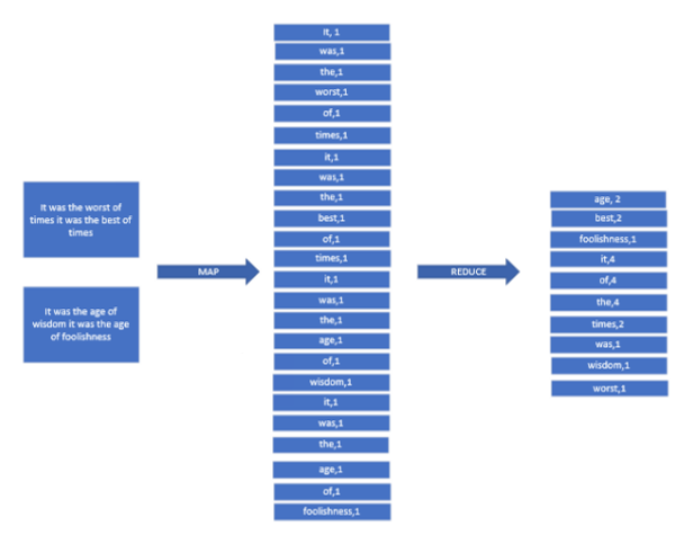 It was the worst of
times it was the best of
times
It was the age of
wisdom it was the age
of foolishness
MAP
it, 1
was,1
the,1
worst,1
of,1
times,1
it,1
was,1
the,1
best,1
of,1
times,1
it,1
was,1
the,1
age,1
of,1
wisdom,1
it,1
was,1
the,1
age,1
of,1
foolishness,1
REDUCE
age, 2
best,2
foolishness,1
it,4
of,4
the,4
times,2
was,1
wisdom,1
worst,1